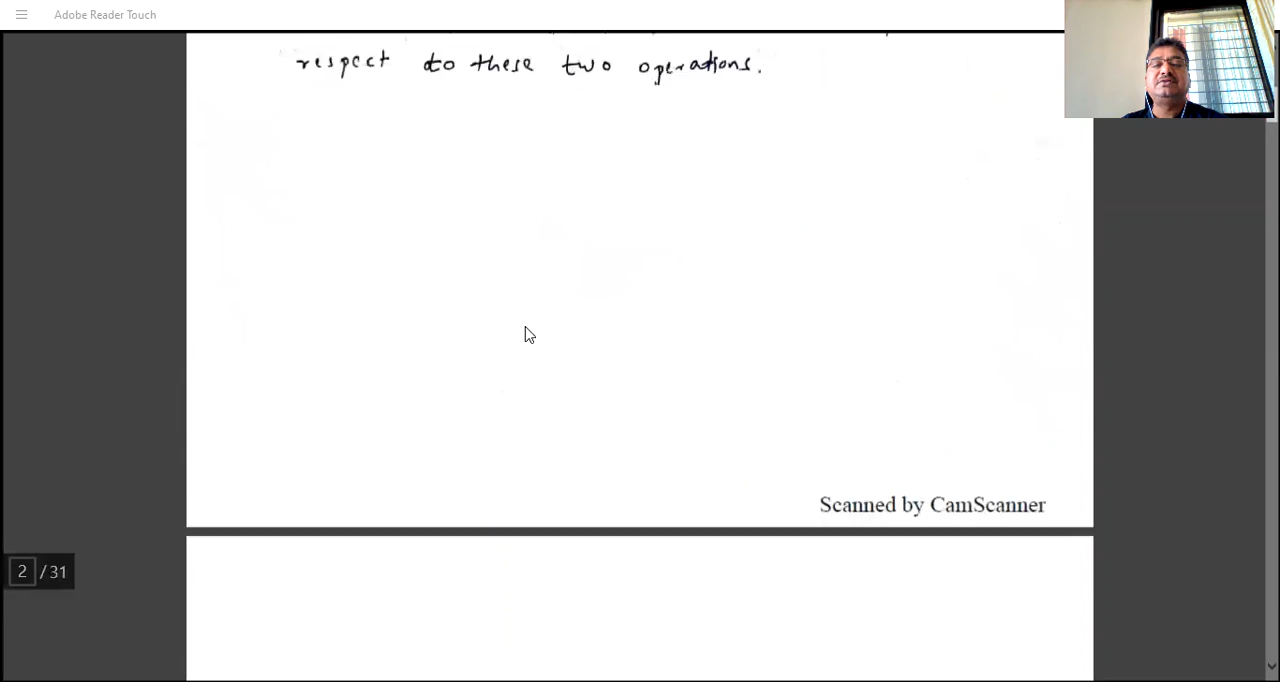 Adobe Reader Touch
respect to these two operations.
Scanned by CamScanner
2 /31